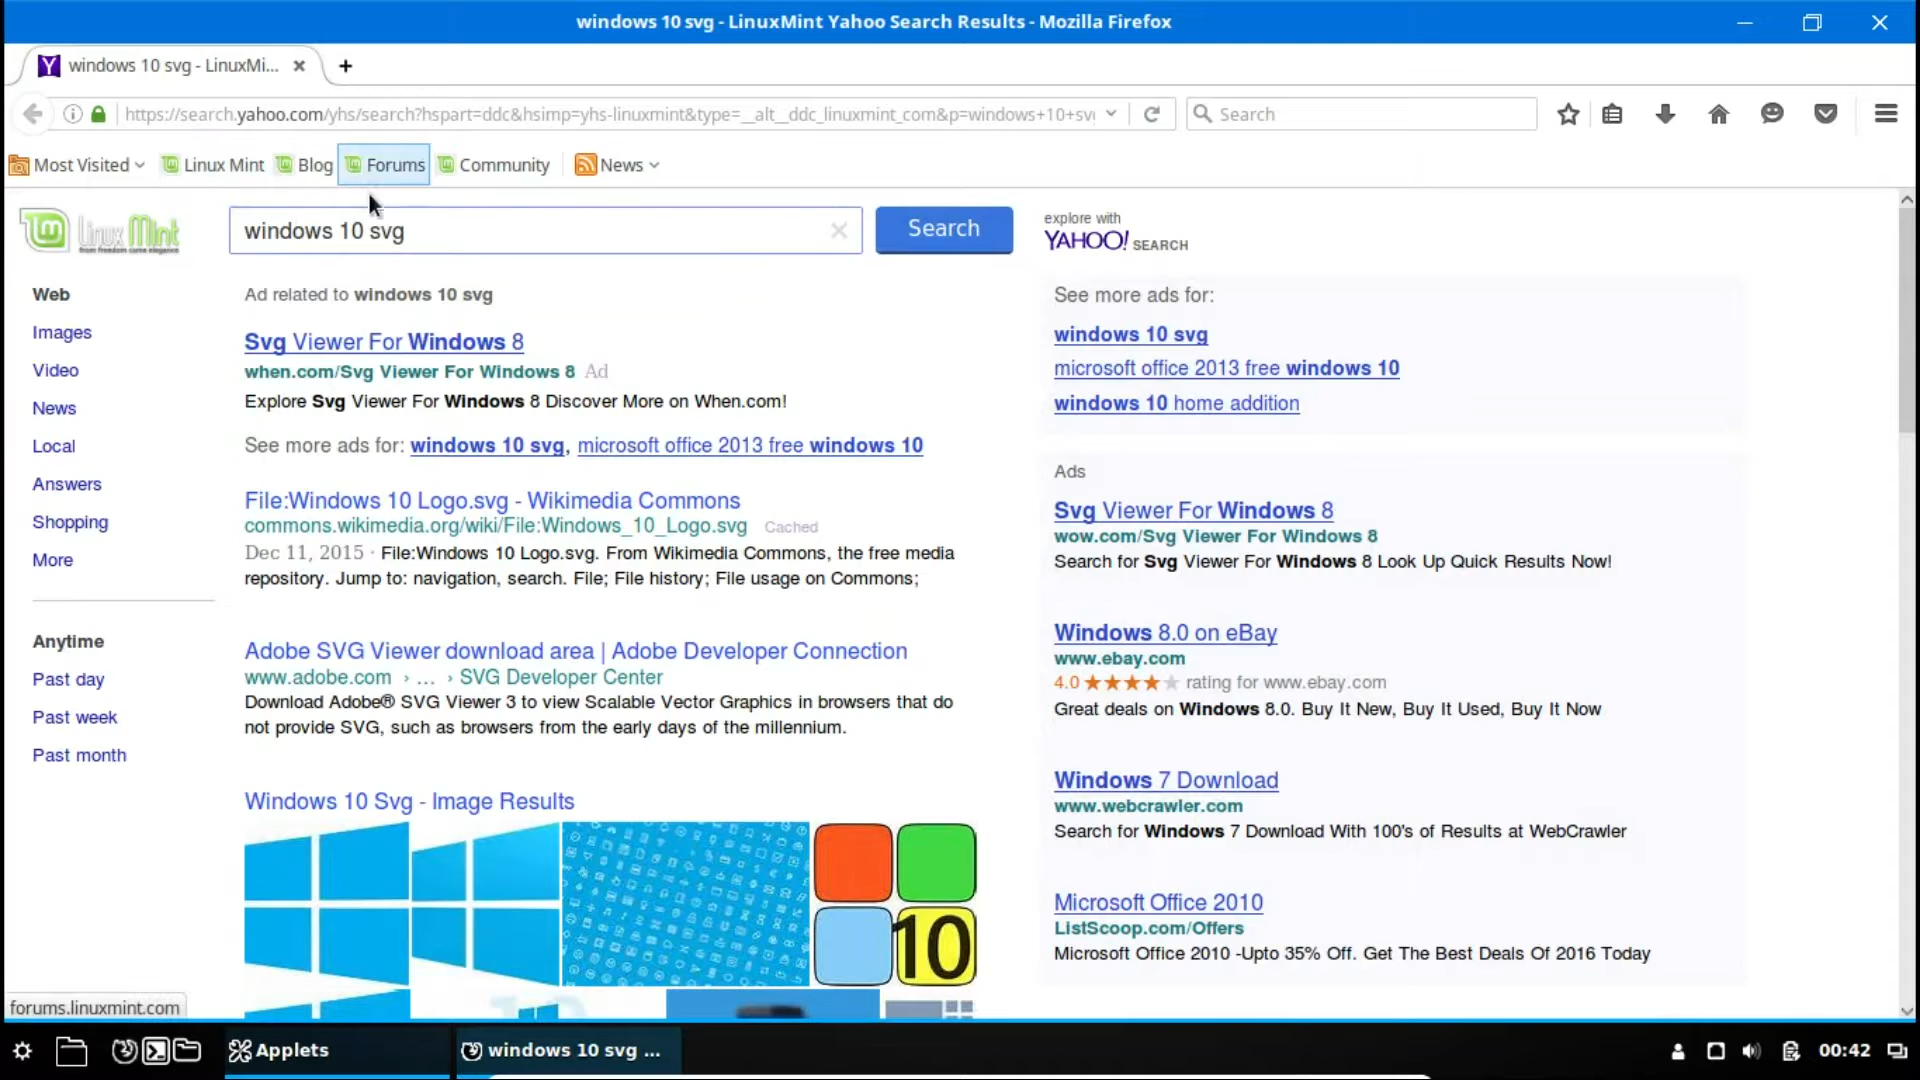 windows 10 svg - LinuxMint Yahoo Search Results - Mozilla Firefox
windows 10 svg - LinuxMi...
https://search.yahoo.com/yhs/search?hspart=ddc&hsimp=yhs-linuxmint&type=__alt__ddc_linuxmint_com&p=windows+10+sv
Search
Most Visited
Linux Mint
Blog
Forums
Community
News
Linux Mint
from freedom came elegance
windows 10 svg
Search
explore with
YAHOO! SEARCH
Web
Images
Video
News
Local
Answers
Shopping
More
Anytime
Past day
Past week
Past month
Ad related to windows 10 svg
Svg Viewer For Windows 8
when.com/Svg Viewer For Windows 8 Ad
Explore Svg Viewer For Windows 8 Discover More on When.com!
See more ads for: windows 10 svg, microsoft office 2013 free windows 10
File:Windows 10 Logo.svg - Wikimedia Commons
commons.wikimedia.org/wiki/File:Windows_10_Logo.svg Cached
Dec 11, 2015 · File:Windows 10 Logo.svg. From Wikimedia Commons, the free media
repository. Jump to: navigation, search. File; File history; File usage on Commons;
Adobe SVG Viewer download area | Adobe Developer Connection
www.adobe.com › ... › SVG Developer Center
Download Adobe® SVG Viewer 3 to view Scalable Vector Graphics in browsers that do
not provide SVG, such as browsers from the early days of the millennium.
Windows 10 Svg - Image Results
10
See more ads for:
windows 10 svg
microsoft office 2013 free windows 10
windows 10 home addition
Ads
Svg Viewer For Windows 8
wow.com/Svg Viewer For Windows 8
Search for Svg Viewer For Windows 8 Look Up Quick Results Now!
Windows 8.0 on eBay
www.ebay.com
4.0 ★★★★★ rating for www.ebay.com
Great deals on Windows 8.0. Buy It New, Buy It Used, Buy It Now
Windows 7 Download
www.webcrawler.com
Search for Windows 7 Download With 100's of Results at WebCrawler
Microsoft Office 2010
ListScoop.com/Offers
Microsoft Office 2010 -Upto 35% Off. Get The Best Deals Of 2016 Today
forums.linuxmint.com
Applets
windows 10 svg ...
00:42